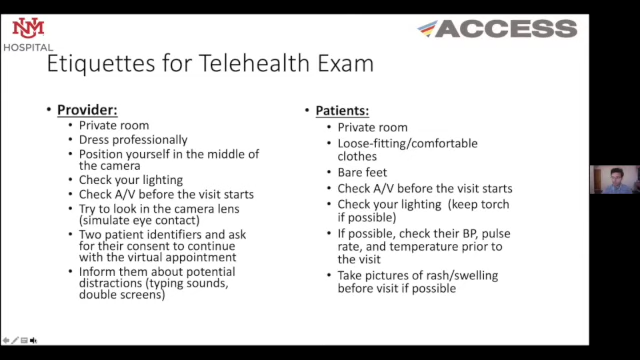 UNM
HOSPITAL
ACCESS
Etiquettes for Telehealth Exam
• Provider:
• Private room
• Dress professionally
• Position yourself in the middle of
the camera
• Check your lighting
• Check A/V before the visit starts
• Try to look in the camera lens
(simulate eye contact)
• Two patient identifiers and ask
for their consent to continue
with the virtual appointment
• Inform them about potential
distractions (typing sounds,
double screens)
• Patients:
• Private room
• Loose-fitting/comfortable
clothes
• Bare feet
• Check A/V before the visit starts
• Check your lighting (keep torch
if possible)
• If possible, check their BP, pulse
rate, and temperature prior to
the visit
• Take pictures of rash/swelling
before visit if possible